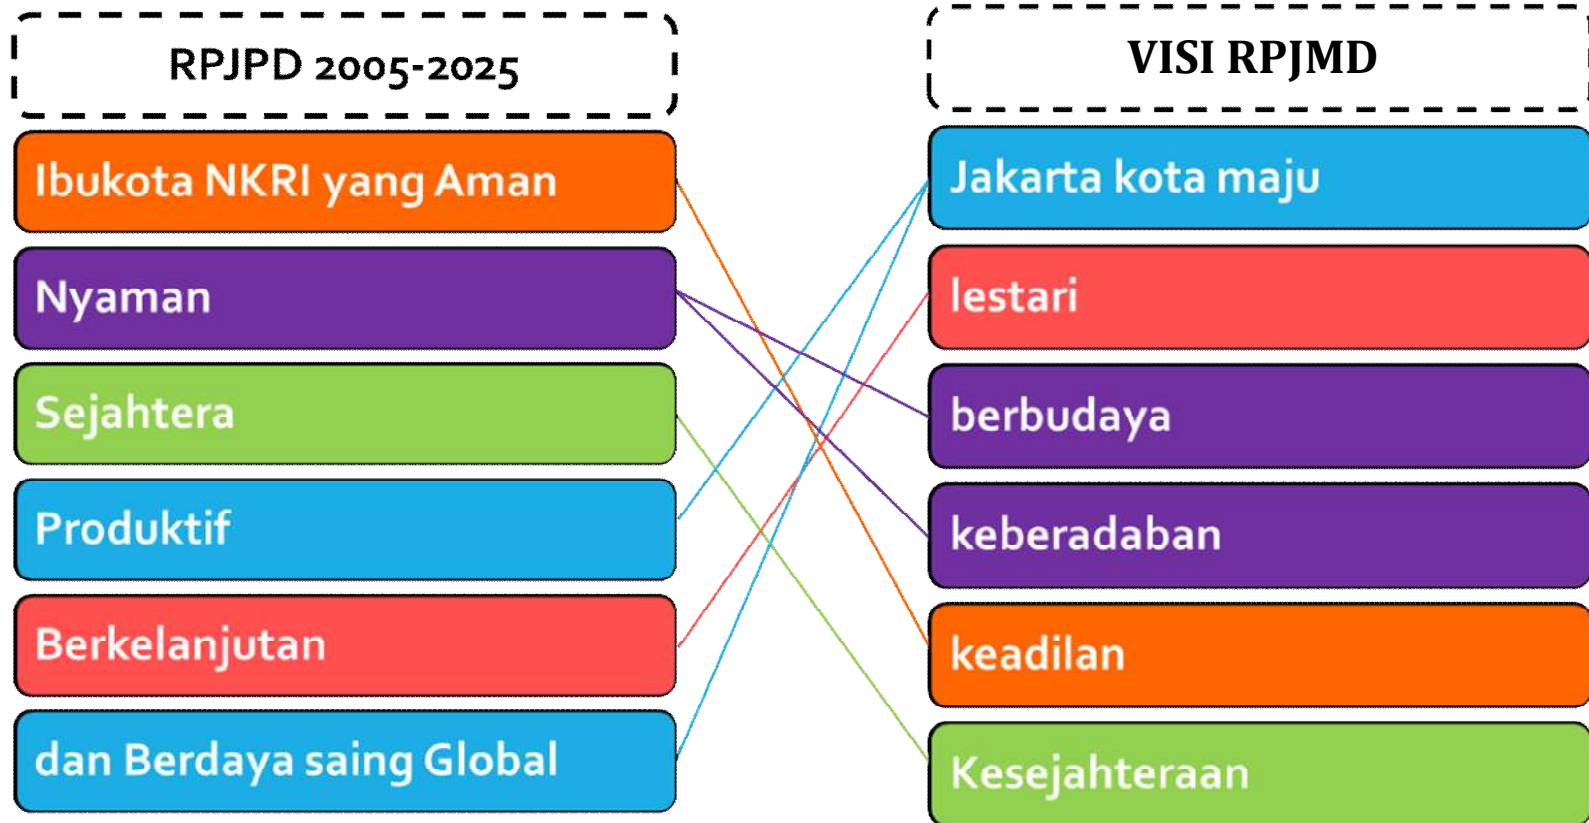 RPJPD 2005-2025
Ibukota NKRI yang Aman
Nyaman
Sejahtera
Produktif
Berkelanjutan
dan Berdaya saing Global
VISI RPJMD
Jakarta kota maju
lestari
berbudaya
keberadaban
keadilan
Kesejahteraan